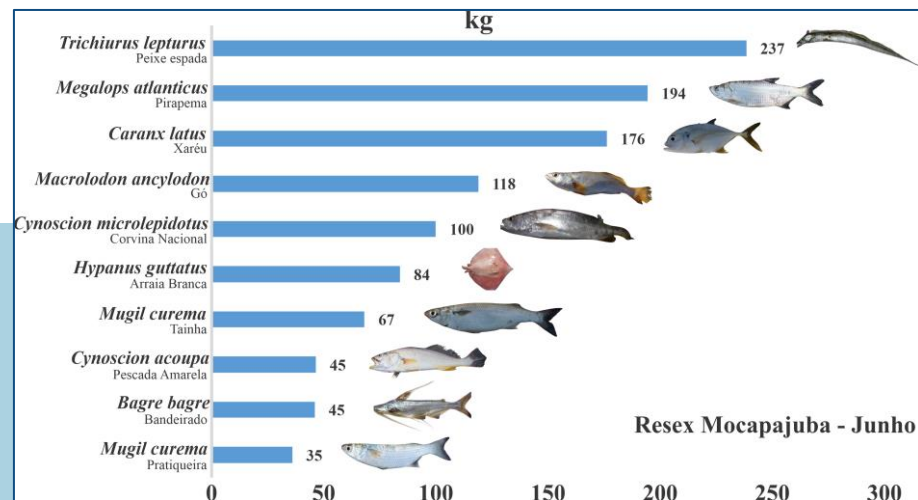 kg
Trichiurus lepturus
Peixe espada
237
Megalops atlanticus
Pirapema
194
Caranx latus
Xaréu
176
Macrolodon ancylodon
Gó
118
Cynoscion microlepidotus
Corvina Nacional
100
Hypanus guttatus
Arraia Branca
84
Mugil curema
Tainha
67
Cynoscion acoupa
Pescada Amarela
45
Bagre bagre
Bandeirado
45
Mugil curema
Pratiqueira
35
Resex Mocapajuba - Junho
0 50 100 150 200 250 300